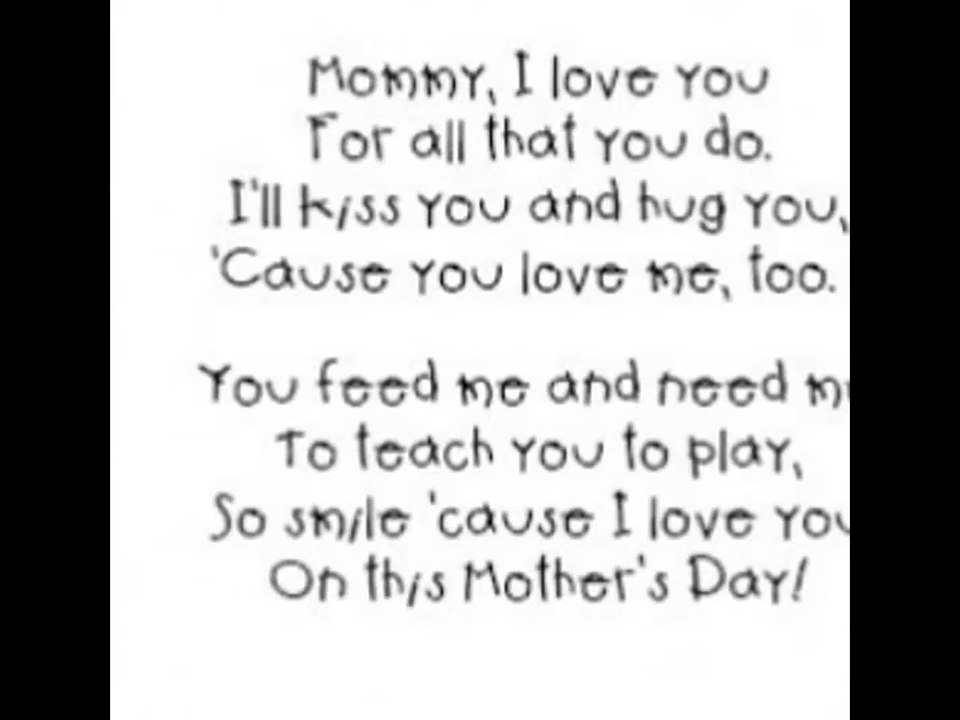 Mommy, I love you
For all that you do.
I'll kiss you and hug you,
'Cause you love me, too.
You feed me and need
To teach you to play,
So smile 'cause I love you
On this Mother's Day!